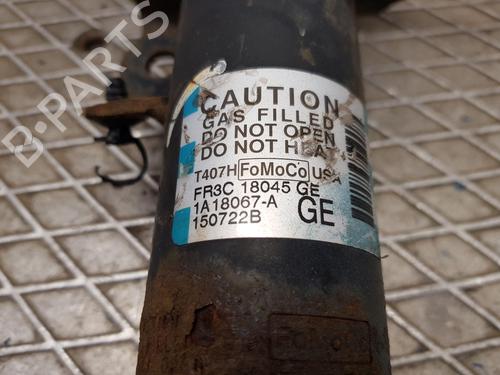 CAUTION
GAS FILLED
DO NOT OPEN
DO NOT HEAT
T407H FoMoCo USA
FR3C 18045 GE
1A18067-A GE
150722B
FoMoCo
B-PARTS